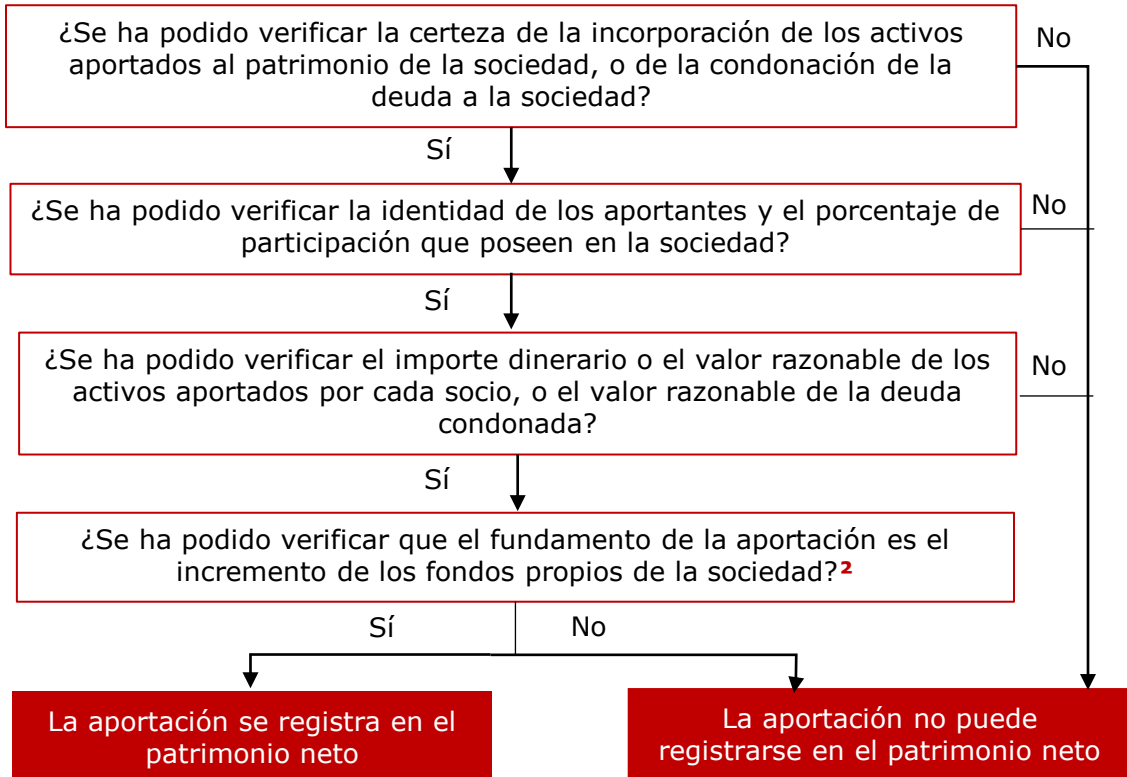 ¿Se ha podido verificar la certeza de la incorporación de los activos
aportados al patrimonio de la sociedad, o de la condonación de la
deuda a la sociedad?
No
Sí
¿Se ha podido verificar la identidad de los aportantes y el porcentaje de
participación que poseen en la sociedad?
No
Sí
¿Se ha podido verificar el importe dinerario o el valor razonable de los
activos aportados por cada socio, o el valor razonable de la deuda
condonada?
No
Sí
¿Se ha podido verificar que el fundamento de la aportación es el
incremento de los fondos propios de la sociedad?²
Sí
No
La aportación se registra en el
patrimonio neto
La aportación no puede
registrarse en el patrimonio neto